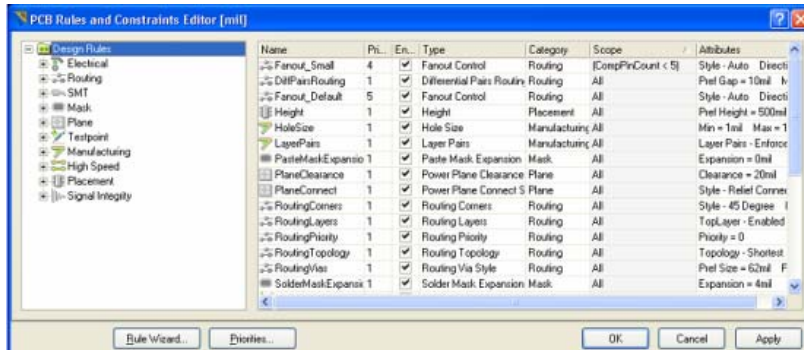 PCB Rules and Constraints Editor [mil]
Design Rules
Electrical
Routing
SMT
Mask
Plane
Testpoint
Manufacturing
High Speed
Placement
Signal Integrity
Name Pri... En... Type Category Scope Attributes
Fanout_Small 4 Fanout Control Routing (CompPinCount < 5) Style - Auto Directi
DiffPairsRouting 1 Differential Pairs Routin Routing All Pref Gap = 10mil
Fanout_Default 5 Fanout Control Routing All Style - Auto Directi
Height 1 Height Placement All Pref Height = 500mil
HoleSize 1 Hole Size Manufacturing All Min = 1mil Max = 1
LayerPairs 1 Layer Pairs Manufacturing All Layer Pairs - Enforce
PasteMaskExpansio 1 Paste Mask Expansion Mask All Expansion = 0mil
PlaneClearance 1 Power Plane Clearance Plane All Clearance = 20mil
PlaneConnect 1 Power Plane Connect S Plane All Style - Relief Connec
RoutingCorners 1 Routing Corners Routing All Style - 45 Degree
RoutingLayers 1 Routing Layers Routing All TopLayer - Enabled
RoutingPriority 1 Routing Priority Routing All Priority = 0
RoutingTopology 1 Routing Topology Routing All Topology - Shortest
RoutingVias 1 Routing Via Style Routing All Pref Size = 62mil F
SolderMaskExpansi 1 Solder Mask Expansion Mask All Expansion = 4mil
Rule Wizard... Priorities... OK Cancel Apply